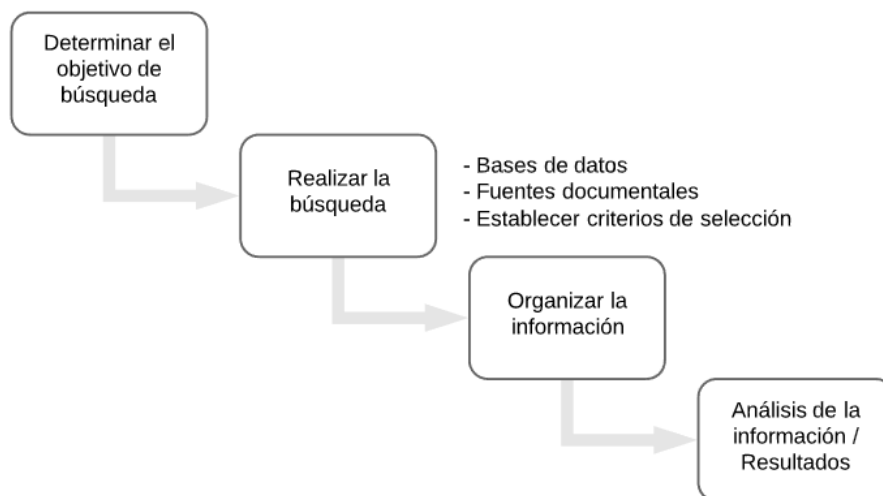 Determinar el
objetivo de
búsqueda
Realizar la
búsqueda
- Bases de datos
- Fuentes documentales
- Establecer criterios de selección
Organizar la
información
Análisis de la
información /
Resultados